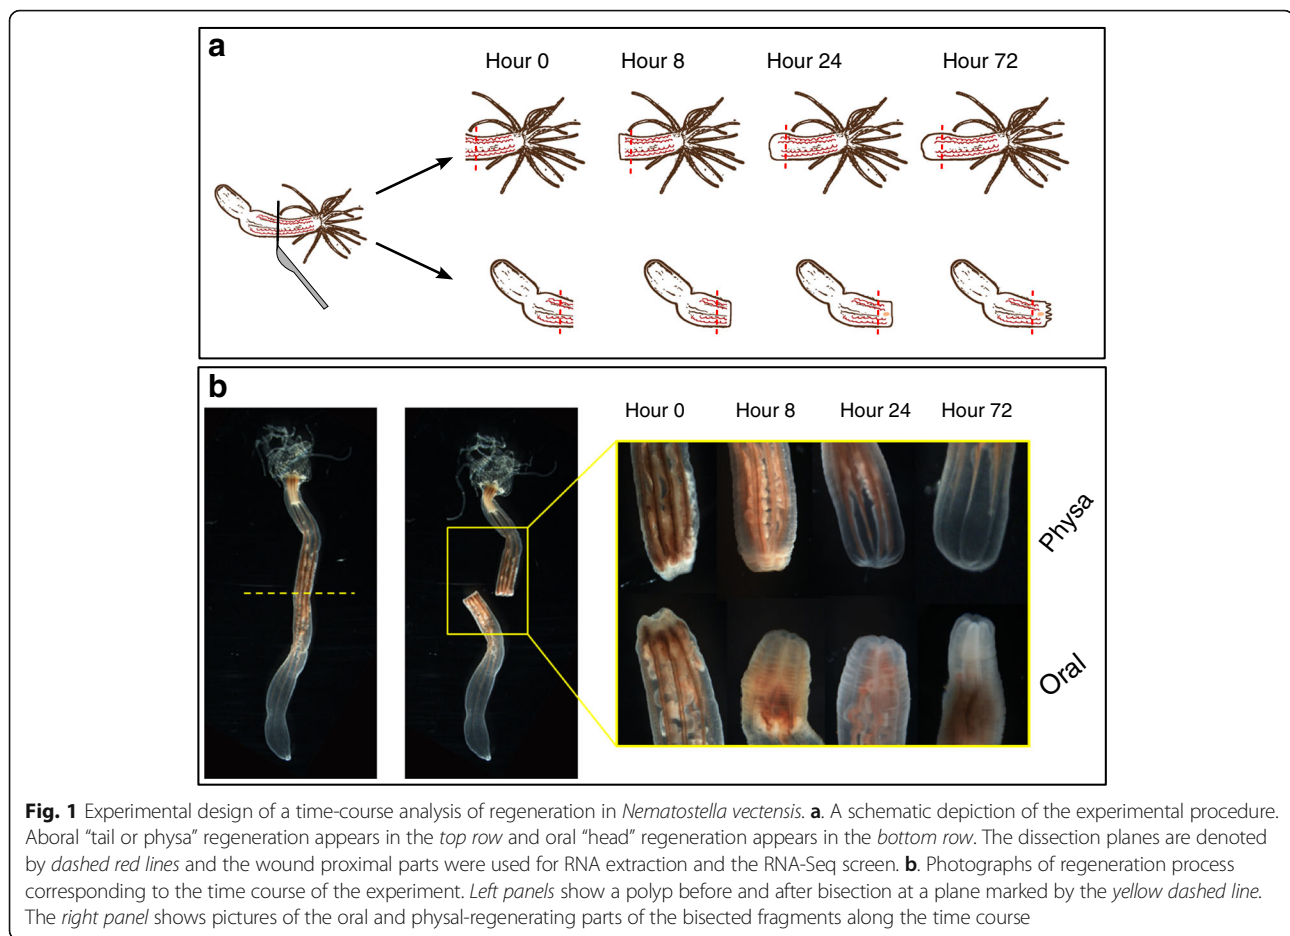 a
Hour 0 Hour 8 Hour 24 Hour 72
b
Hour 0 Hour 8 Hour 24 Hour 72
Physa
Oral
Fig. 1 Experimental design of a time-course analysis of regeneration in Nematostella vectensis. a. A schematic depiction of the experimental procedure.
Aboral “tail or physa” regeneration appears in the top row and oral “head” regeneration appears in the bottom row. The dissection planes are denoted
by dashed red lines and the wound proximal parts were used for RNA extraction and the RNA-Seq screen. b. Photographs of regeneration process
corresponding to the time course of the experiment. Left panels show a polyp before and after bisection at a plane marked by the yellow dashed line.
The right panel shows pictures of the oral and physal-regenerating parts of the bisected fragments along the time course